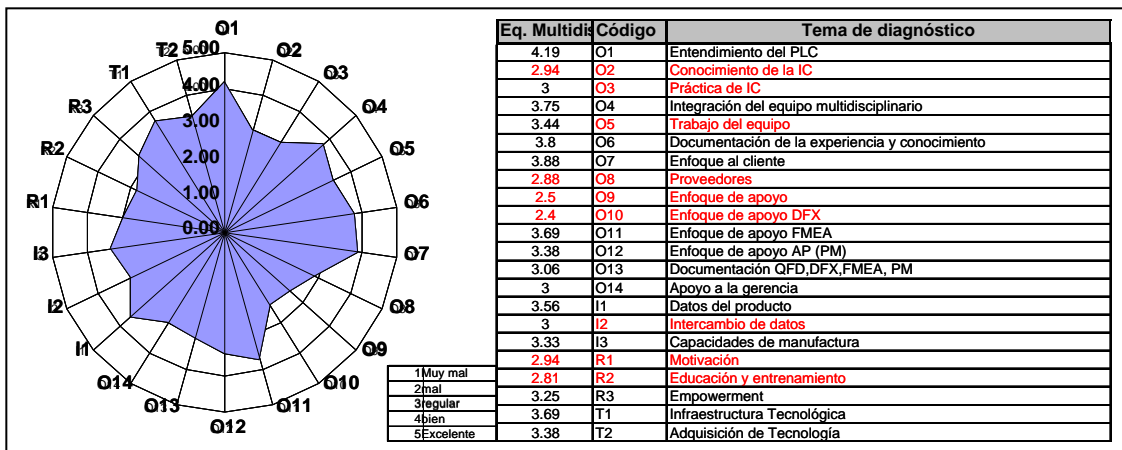 O1
O2
O3
O4
O5
O6
O7
O8
O9
O10
O11
O12
O13
O14
I1
I2
I3
R1
R2
R3
T1
T2
5.00
4.00
3.00
2.00
1.00
0.00
1 Muy mal
2 mal
3 regular
4 bien
5 Excelente
Eq. Multidis Código Tema de diagnóstico
4.19 O1 Entendimiento del PLC
2.94 O2 Conocimiento de la IC
3 O3 Práctica de IC
3.75 O4 Integración del equipo multidisciplinario
3.44 O5 Trabajo del equipo
3.8 O6 Documentación de la experiencia y conocimiento
3.88 O7 Enfoque al cliente
2.88 O8 Proveedores
2.5 O9 Enfoque de apoyo
2.4 O10 Enfoque de apoyo DFX
3.69 O11 Enfoque de apoyo FMEA
3.38 O12 Enfoque de apoyo AP (PM)
3.06 O13 Documentación QFD,DFX,FMEA, PM
3 O14 Apoyo a la gerencia
3.56 I1 Datos del producto
3 I2 Intercambio de datos
3.33 I3 Capacidades de manufactura
2.94 R1 Motivación
2.81 R2 Educación y entrenamiento
3.25 R3 Empowerment
3.69 T1 Infraestructura Tecnológica
3.38 T2 Adquisición de Tecnología